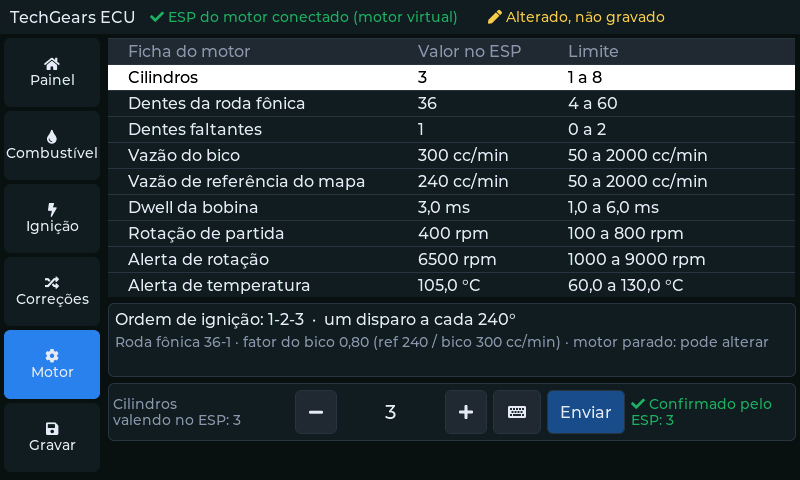 TechGears ECU
ESP do motor conectado (motor virtual)
Alterado, não gravado
Painel
Combustível
Ignição
Correções
Motor
Gravar
Ficha do motor Valor no ESP Limite
Cilindros 3 1 a 8
Dentes da roda fônica 36 4 a 60
Dentes faltantes 1 0 a 2
Vazão do bico 300 cc/min 50 a 2000 cc/min
Vazão de referência do mapa 240 cc/min 50 a 2000 cc/min
Dwell da bobina 3,0 ms 1,0 a 6,0 ms
Rotação de partida 400 rpm 100 a 800 rpm
Alerta de rotação 6500 rpm 1000 a 9000 rpm
Alerta de temperatura 105,0 °C 60,0 a 130,0 °C
Ordem de ignição: 1-2-3 · um disparo a cada 240°
Roda fônica 36-1 · fator do bico 0,80 (ref 240 / bico 300 cc/min) · motor parado: pode alterar
Cilindros
valendo no ESP: 3
3
Enviar
Confirmado pelo
ESP: 3